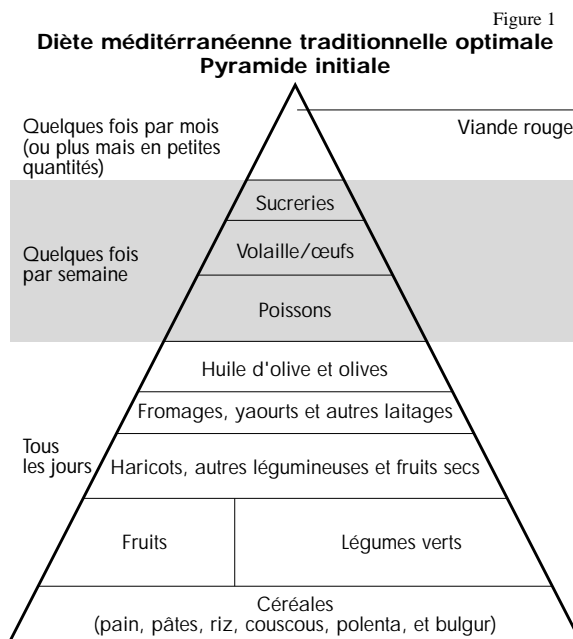 Figure 1
Diète méditérranéenne traditionnelle optimale
Pyramide initiale
Quelques fois par mois
(ou plus mais en petites
quantités)
Viande rouge
Sucreries
Quelques fois
par semaine
Volaille/œufs
Poissons
Huile d'olive et olives
Fromages, yaourts et autres laitages
Tous
les jours
Haricots, autres légumineuses et fruits secs
Fruits
Légumes verts
Céréales
(pain, pâtes, riz, couscous, polenta, et bulgur)